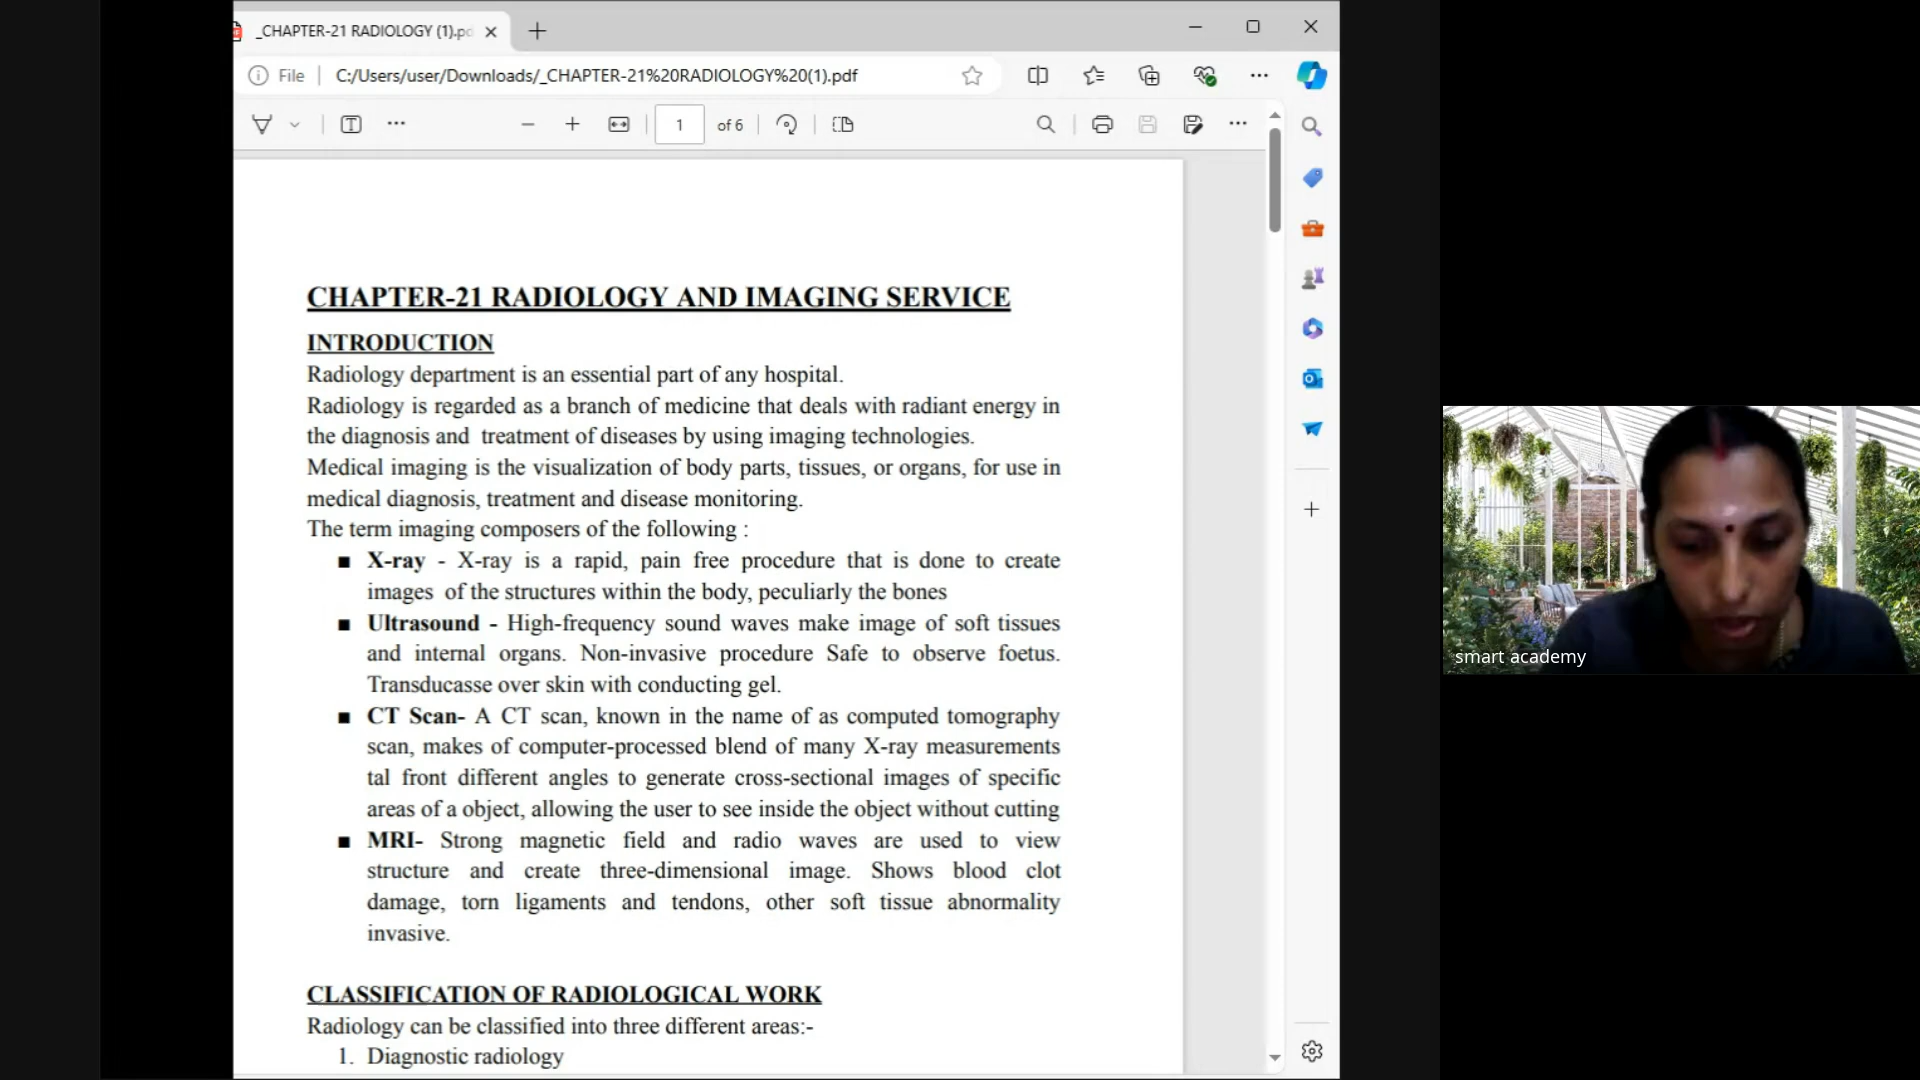 _CHAPTER-21 RADIOLOGY (1).pd
File
C:/Users/user/Downloads/_CHAPTER-21%20RADIOLOGY%20(1).pdf
1 of 6
CHAPTER-21 RADIOLOGY AND IMAGING SERVICE
INTRODUCTION
Radiology department is an essential part of any hospital.
Radiology is regarded as a branch of medicine that deals with radiant energy in
the diagnosis and treatment of diseases by using imaging technologies.
Medical imaging is the visualization of body parts, tissues, or organs, for use in
medical diagnosis, treatment and disease monitoring.
The term imaging composers of the following :
■ X-ray - X-ray is a rapid, pain free procedure that is done to create
images of the structures within the body, peculiarly the bones
■ Ultrasound - High-frequency sound waves make image of soft tissues
and internal organs. Non-invasive procedure Safe to observe foetus.
Transducasse over skin with conducting gel.
■ CT Scan- A CT scan, known in the name of as computed tomography
scan, makes of computer-processed blend of many X-ray measurements
tal front different angles to generate cross-sectional images of specific
areas of a object, allowing the user to see inside the object without cutting
■ MRI- Strong magnetic field and radio waves are used to view
structure and create three-dimensional image. Shows blood clot
damage, torn ligaments and tendons, other soft tissue abnormality
invasive.
CLASSIFICATION OF RADIOLOGICAL WORK
Radiology can be classified into three different areas:-
1. Diagnostic radiology
smart academy